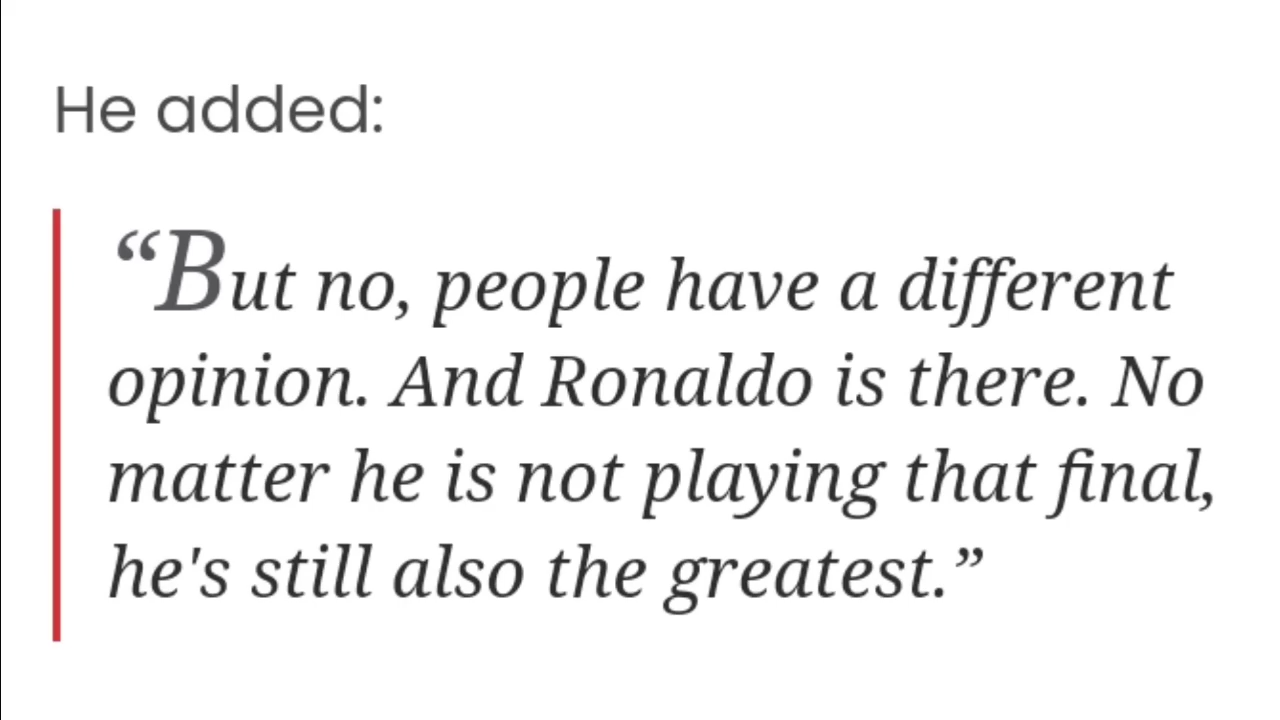 He added:
“But no, people have a different
opinion. And Ronaldo is there. No
matter he is not playing that final,
he's still also the greatest.”